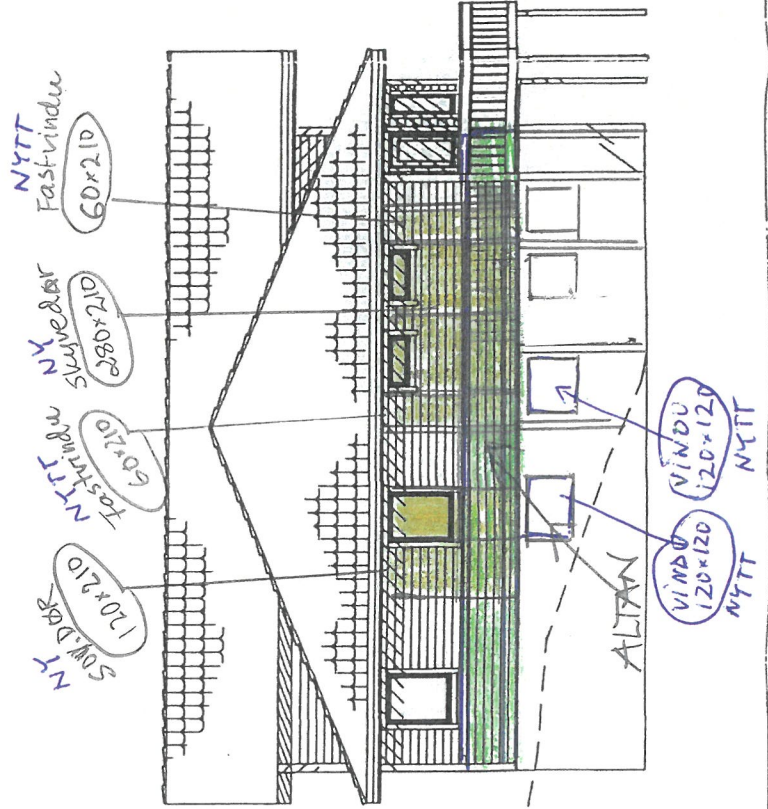 NY
SOV.DØR
120x210
NYTT
Fastvindu
60x210
NY
Skyvedør
280x210
NYTT
Fastvindu
60x210
ALTAN
VINDU
120x120
NYTT
VINDU
120x120
NYTT